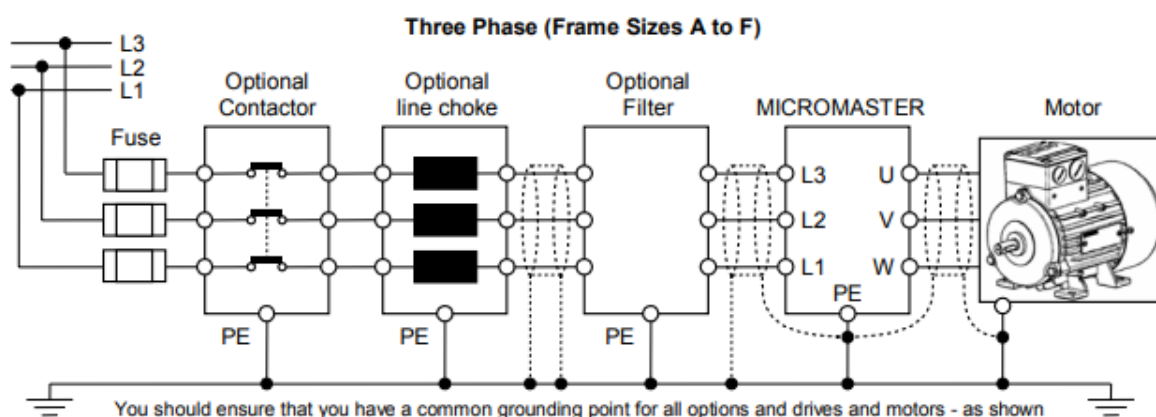 Three Phase (Frame Sizes A to F)
L3
L2
L1
Fuse
Optional
Contactor
Optional
line choke
Optional
Filter
MICROMASTER
Motor
L3
U
L2
V
L1
W
PE
PE
PE
PE
You should ensure that you have a common grounding point for all options and drives and motors - as shown